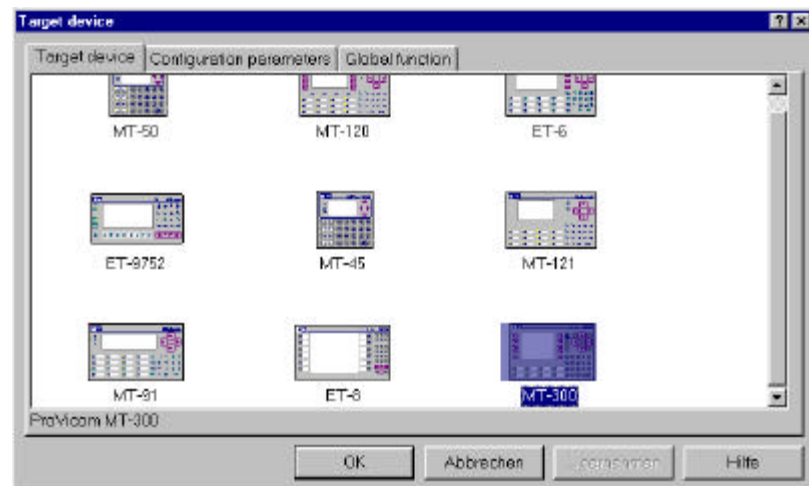 Target device
Target device Configuration parameters Global function
MT-50 MT-120 ET-6
ET-9752 MT-45 MT-121
MT-91 ET-8 MT-300
ProVicom MT-300
OK Abbrechen Übernehmen Hilfe